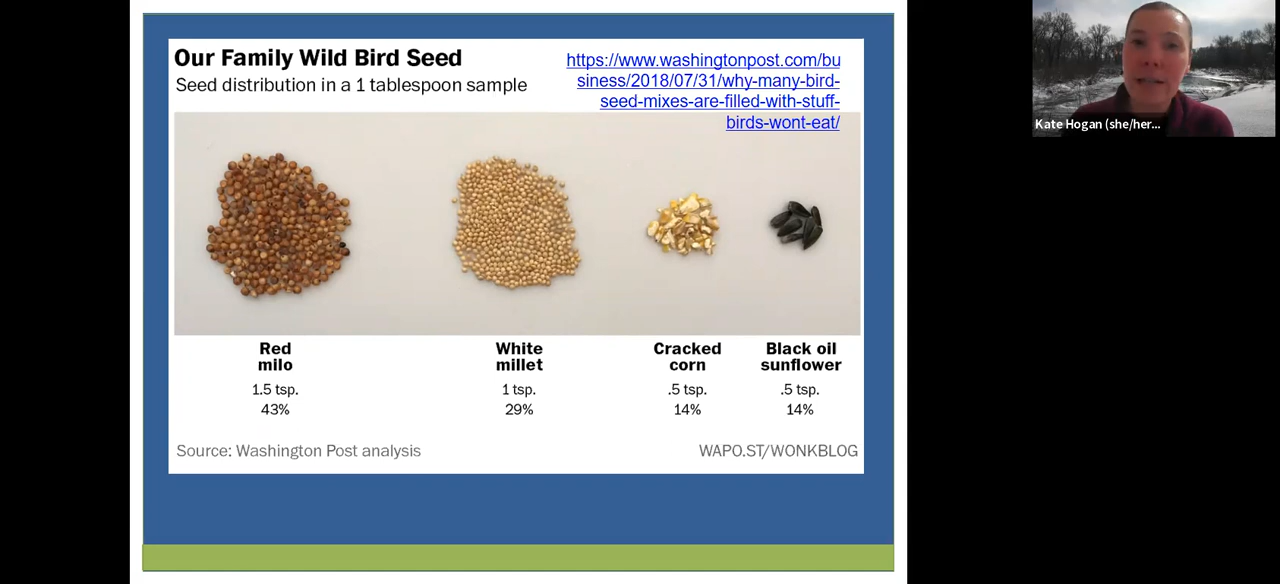 Our Family Wild Bird Seed
Seed distribution in a 1 tablespoon sample
https://www.washingtonpost.com/bu
siness/2018/07/31/why-many-bird-
seed-mixes-are-filled-with-stuff-
birds-wont-eat/
Red
milo
1.5 tsp.
43%
White
millet
1 tsp.
29%
Cracked
corn
.5 tsp.
14%
Black oil
sunflower
.5 tsp.
14%
Source: Washington Post analysis
WAPO.ST/WONKBLOG
Kate Hogan (she/her...